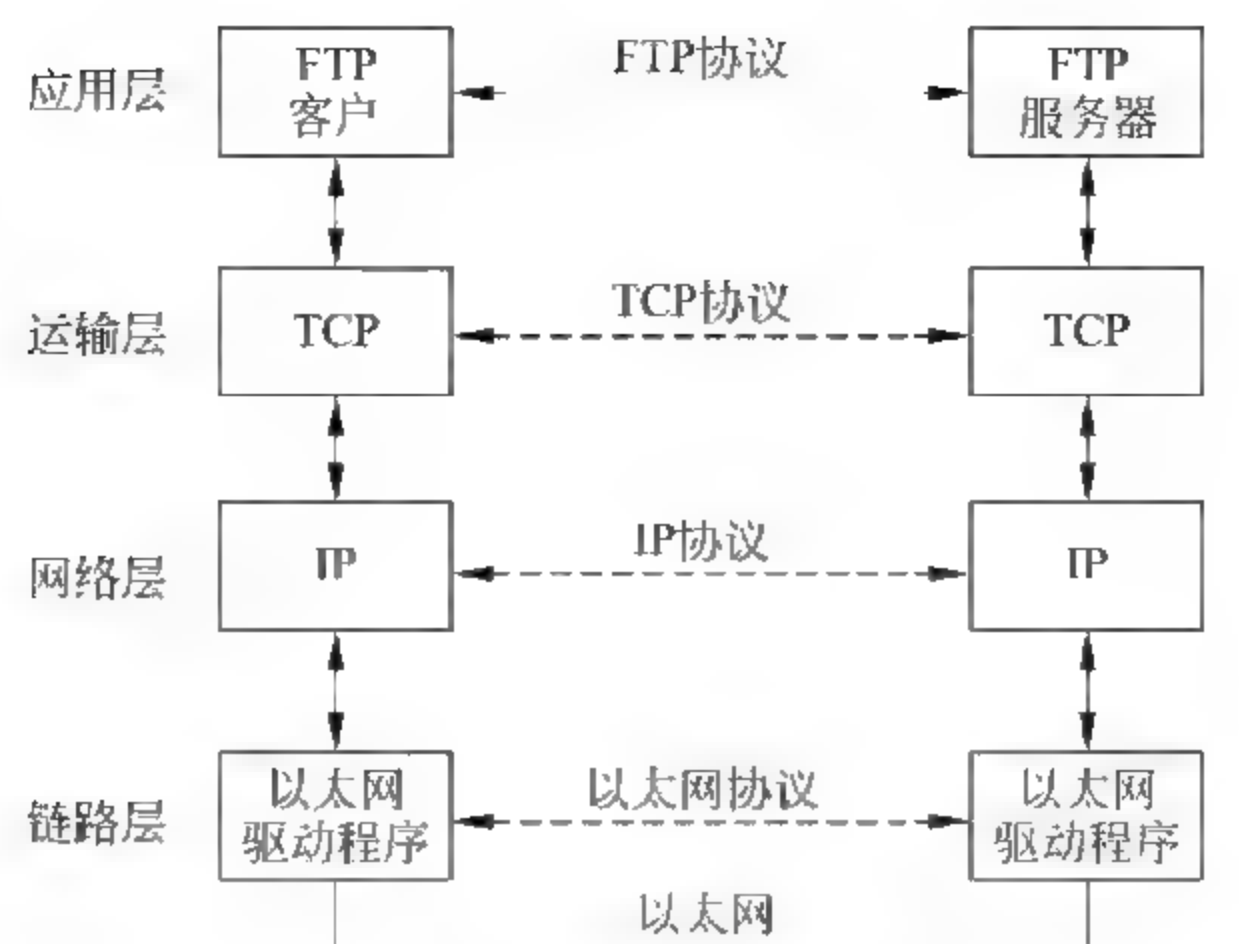 FTP协议
应用层
FTP
客户
FTP
服务器
TCP协议
运输层
TCP
TCP
IP协议
网络层
IP
IP
以太网协议
链路层
以太网
驱动程序
以太网
驱动程序
以太网